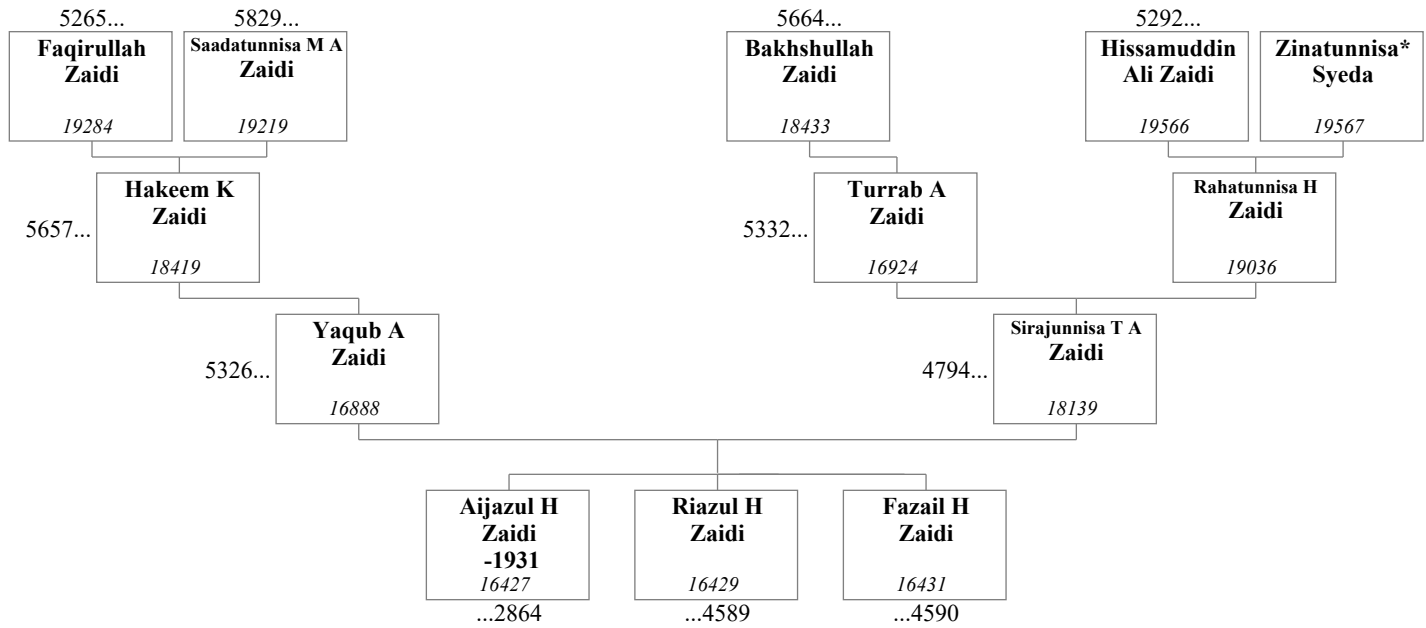 5265...
5829...
5664...
5292...
Faqirullah
Zaidi
19284
Saadatunnisa M A
Zaidi
19219
Bakhshullah
Zaidi
18433
Hissamuddin
Ali Zaidi
19566
Zinatunnisa*
Syeda
19567
5657...
Hakeem K
Zaidi
18419
5332...
Turrab A
Zaidi
16924
Rahatunnisa H
Zaidi
19036
5326...
Yaqub A
Zaidi
16888
4794...
Sirajunnisa T A
Zaidi
18139
Aijazul H
Zaidi
-1931
16427
...2864
Riazul H
Zaidi
16429
...4589
Fazail H
Zaidi
16431
...4590